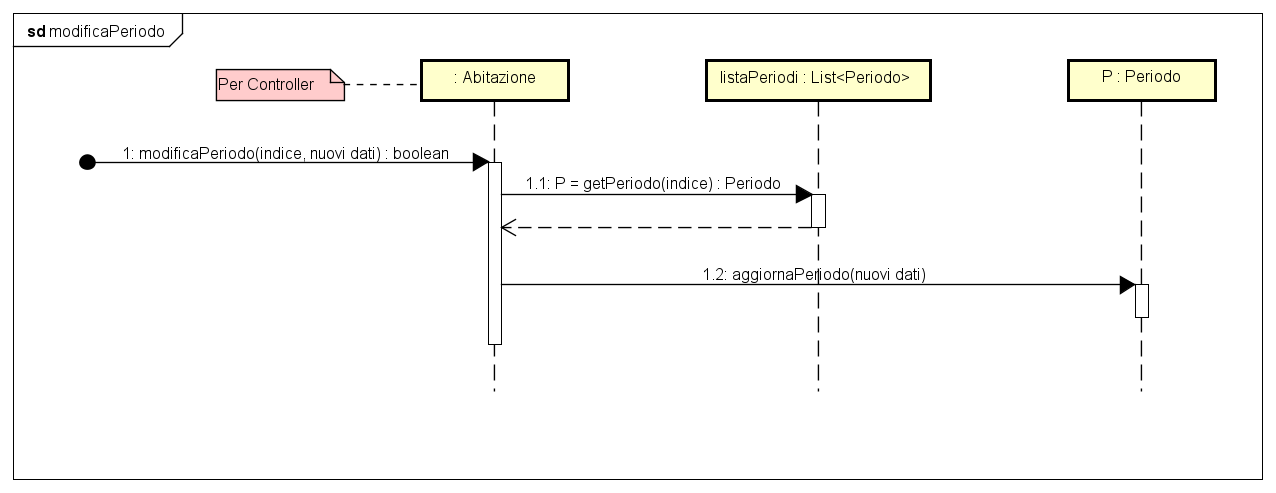 sd modificaPeriodo
Per Controller
: Abitazione
listaPeriodi : List<Periodo>
P : Periodo
1: modificaPeriodo(indice, nuovi dati) : boolean
1.1: P = getPeriodo(indice) : Periodo
1.2: aggiornaPeriodo(nuovi dati)